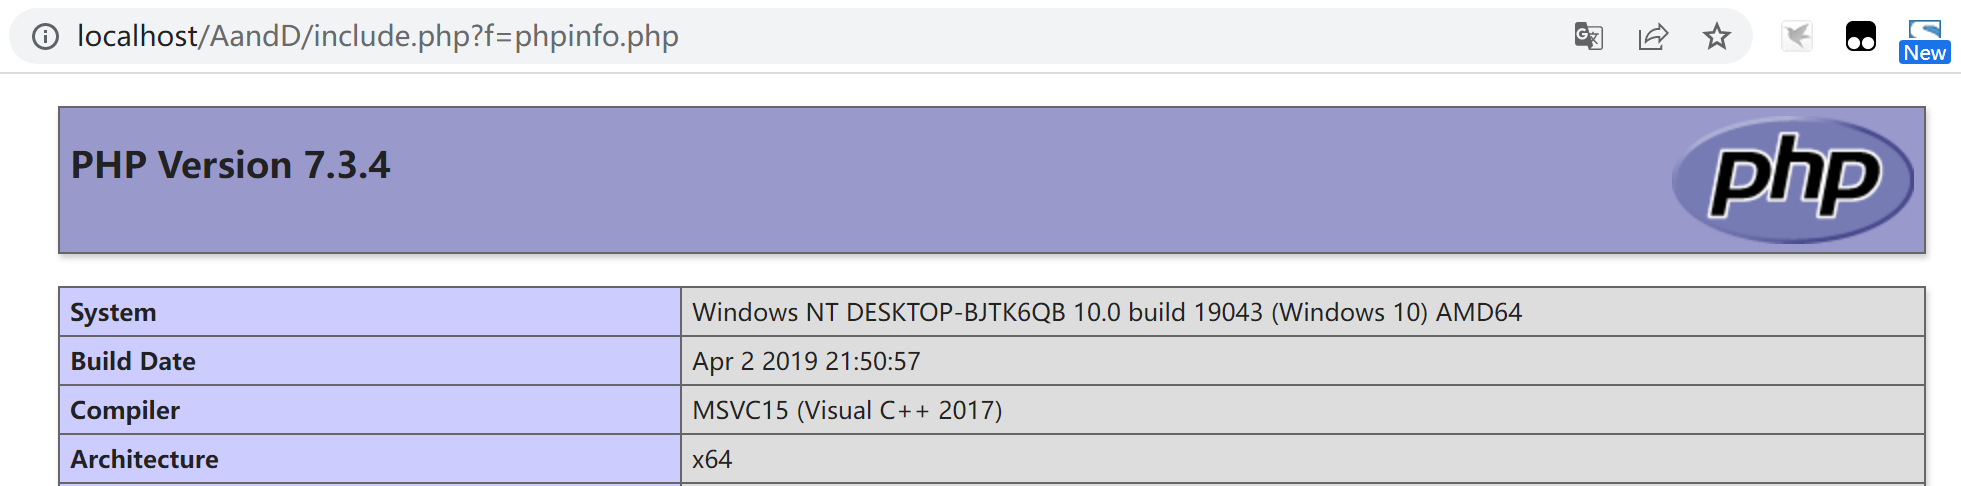 localhost/AandD/include.php?f=phpinfo.php
New
PHP Version 7.3.4
php
System Windows NT DESKTOP-BJTK6QB 10.0 build 19043 (Windows 10) AMD64
Build Date Apr 2 2019 21:50:57
Compiler MSVC15 (Visual C++ 2017)
Architecture x64